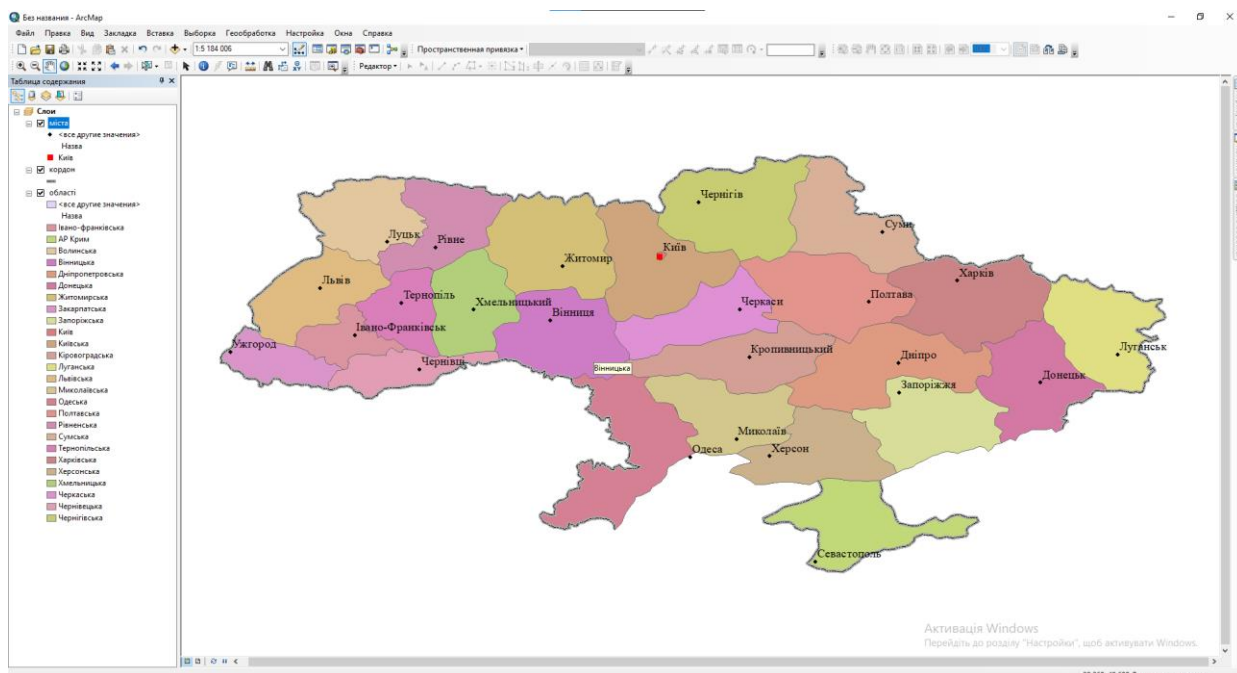 Без названия - ArcMap
Файл Правка Вид Закладка Вставка Выборка Геообработка Настройка Окна Справка
1:5 184 006
Пространственная привязка
Редактор
Таблица содержания
Слои
міста
<все другие значения>
Назва
Київ
кордон
області
<все другие значения>
Назва
Івано-франківська
АР Крим
Волинська
Вінницька
Дніпропетровська
Донецька
Житомирська
Закарпатська
Запоріжська
Київ
Київська
Кіровоградська
Луганська
Львівська
Миколаївська
Одеська
Полтавська
Рівненська
Сумська
Тернопільська
Харківська
Херсонська
Хмельницька
Черкаська
Чернівецька
Чернігівська
Чернігів
Суми
Луцьк
Рівне
Київ
Житомир
Харків
Львів
Тернопіль
Хмельницький
Вінниця
Черкаси
Полтава
Івано-Франківськ
Ужгород
Чернівці
Кропивницький
Дніпро
Луганськ
Вінницька
Запоріжжя
Донецьк
Миколаїв
Одеса
Херсон
Севастополь
Активація Windows
Перейдіть до розділу "Настройки", щоб активувати Windows.